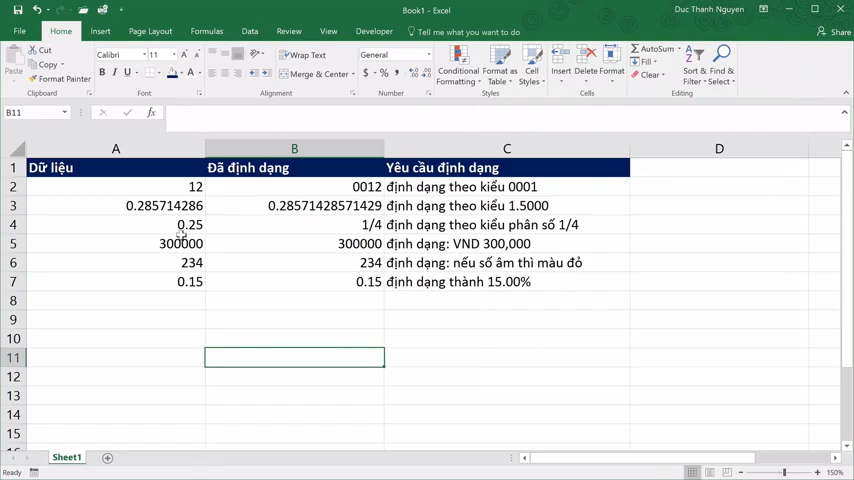 Book1 - Excel
Duc Thanh Nguyen
File Home Insert Page Layout Formulas Data Review View Developer Tell me what you want to do Share
Paste Cut Copy Format Painter
Clipboard
Calibri 11
B I U
Font
Wrap Text
Merge & Center
Alignment
General
$ % ,
Number
Conditional Formatting Format as Table Cell Styles
Styles
Insert Delete Format
Cells
AutoSum Fill Clear
Sort & Filter Find & Select
Editing
B11 fx
A B C D
1 Dữ liệu Đã định dạng Yêu cầu định dạng
2 12 0012 định dạng theo kiểu 0001
3 0.285714286 0.28571428571429 định dạng theo kiểu 1.5000
4 0.25 1/4 định dạng theo kiểu phân số 1/4
5 300000 300000 định dạng: VND 300,000
6 234 234 định dạng: nếu số âm thì màu đỏ
7 0.15 0.15 định dạng thành 15.00%
8
9
10
11
12
13
14
15
Sheet1
Ready 150%